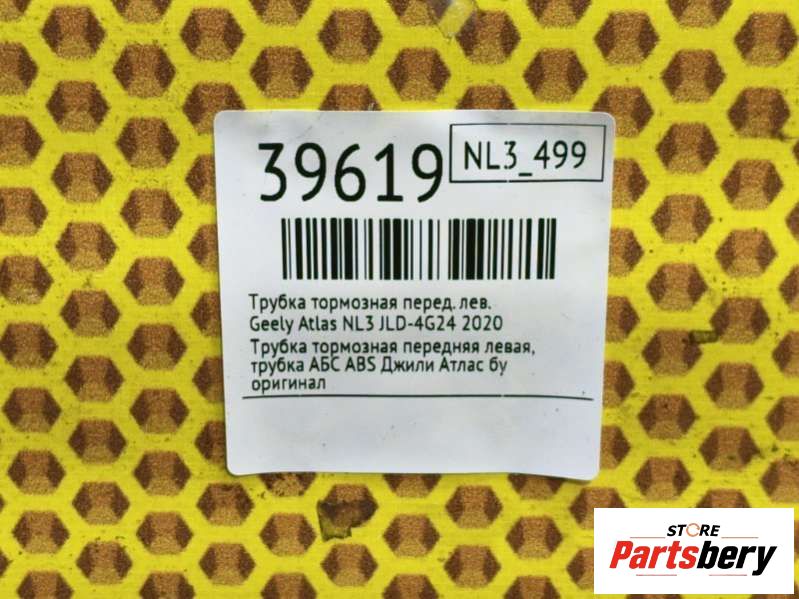 39619
NL3_499
Трубка тормозная перед. лев.
Geely Atlas NL3 JLD-4G24 2020
Трубка тормозная передняя левая,
трубка АБС ABS Джили Атлас бу
оригинал
STORE
Partsbery